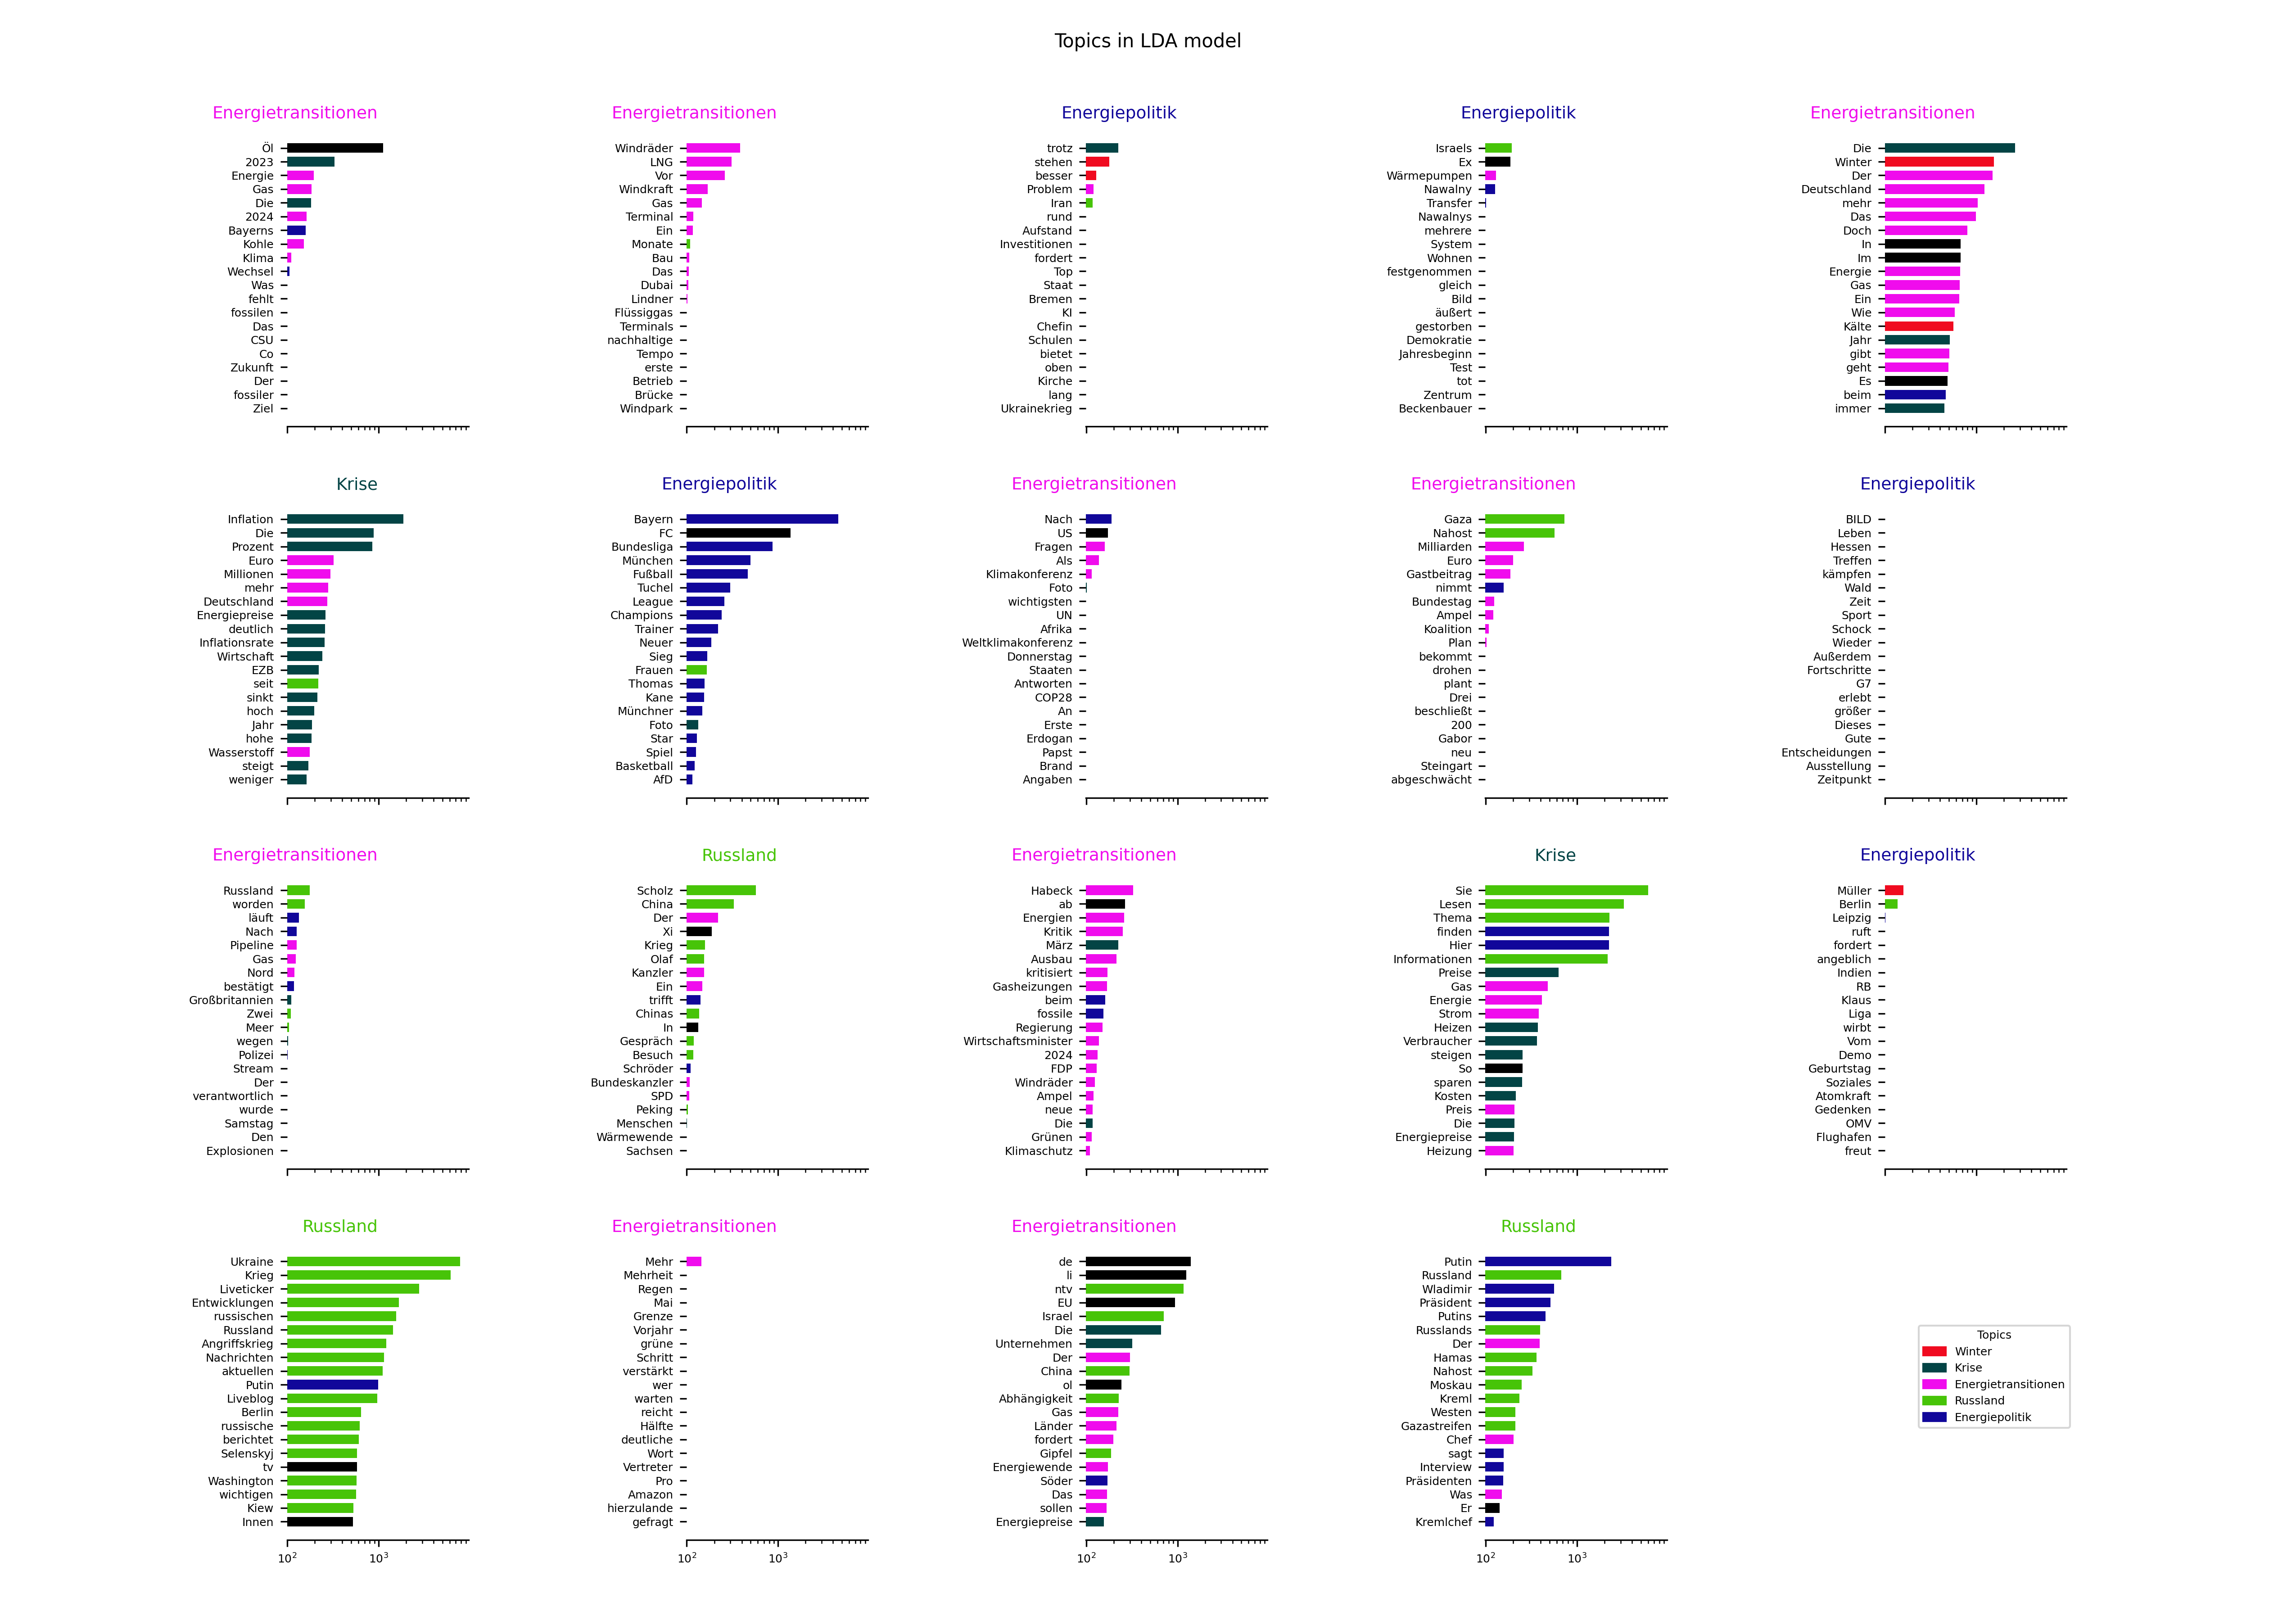 Topics in LDA model
Energietransitionen
Öl
2023
Energie
Gas
Die
2024
Bayerns
Kohle
Klima
Wechsel
Was
fehlt
fossilen
Das
CSU
Co
Zukunft
Der
fossiler
Ziel
Energietransitionen
Windräder
LNG
Vor
Windkraft
Gas
Terminal
Ein
Monate
Bau
Das
Dubai
Lindner
Flüssiggas
Terminals
nachhaltige
Tempo
erste
Betrieb
Brücke
Windpark
Energiepolitik
trotz
stehen
besser
Problem
Iran
rund
Aufstand
Investitionen
fordert
Top
Staat
Bremen
KI
Chefin
Schulen
bietet
oben
Kirche
lang
Ukrainekrieg
Energiepolitik
Israels
Ex
Wärmepumpen
Nawalny
Transfer
Nawalnys
mehrere
System
Wohnen
festgenommen
gleich
Bild
äußert
gestorben
Demokratie
Jahresbeginn
Test
tot
Zentrum
Beckenbauer
Energietransitionen
Die
Winter
Der
Deutschland
mehr
Das
Doch
In
Im
Energie
Gas
Ein
Wie
Kälte
Jahr
gibt
geht
Es
beim
immer
Krise
Inflation
Die
Prozent
Euro
Millionen
mehr
Deutschland
Energiepreise
deutlich
Inflationsrate
Wirtschaft
EZB
seit
sinkt
hoch
Jahr
hohe
Wasserstoff
steigt
weniger
Energiepolitik
Bayern
FC
Bundesliga
München
Fußball
Tuchel
League
Champions
Trainer
Neuer
Sieg
Frauen
Thomas
Kane
Münchner
Foto
Star
Spiel
Basketball
AfD
Energietransitionen
Nach
US
Fragen
Als
Klimakonferenz
Foto
wichtigsten
UN
Afrika
Weltklimakonferenz
Donnerstag
Staaten
Antworten
COP28
An
Erste
Erdogan
Papst
Brand
Angaben
Energietransitionen
Gaza
Nahost
Milliarden
Euro
Gastbeitrag
nimmt
Bundestag
Ampel
Koalition
Plan
bekommt
drohen
plant
Drei
beschließt
200
Gabor
neu
Steingart
abgeschwächt
Energiepolitik
BILD
Leben
Hessen
Treffen
kämpfen
Wald
Zeit
Sport
Schock
Wieder
Außerdem
Fortschritte
G7
erlebt
größer
Dieses
Gute
Entscheidungen
Ausstellung
Zeitpunkt
Energietransitionen
Russland
worden
läuft
Nach
Pipeline
Gas
Nord
bestätigt
Großbritannien
Zwei
Meer
wegen
Polizei
Stream
Der
verantwortlich
wurde
Samstag
Den
Explosionen
Russland
Scholz
China
Der
Xi
Krieg
Olaf
Kanzler
Ein
trifft
Chinas
In
Gespräch
Besuch
Schröder
Bundeskanzler
SPD
Peking
Menschen
Wärmewende
Sachsen
Energietransitionen
Habeck
ab
Energien
Kritik
März
Ausbau
kritisiert
Gasheizungen
beim
fossile
Regierung
Wirtschaftsminister
2024
FDP
Windräder
Ampel
neue
Die
Grünen
Klimaschutz
Krise
Sie
Lesen
Thema
finden
Hier
Informationen
Preise
Gas
Energie
Strom
Heizen
Verbraucher
steigen
So
sparen
Kosten
Preis
Die
Energiepreise
Heizung
Energiepolitik
Müller
Berlin
Leipzig
ruft
fordert
angeblich
Indien
RB
Klaus
Liga
wirbt
Vom
Demo
Geburtstag
Soziales
Atomkraft
Gedenken
OMV
Flughafen
freut
Russland
Ukraine
Krieg
Liveticker
Entwicklungen
russischen
Russland
Angriffskrieg
Nachrichten
aktuellen
Putin
Liveblog
Berlin
russische
berichtet
Selenskyj
tv
Washington
wichtigen
Kiew
Innen
10² 10³
Energietransitionen
Mehr
Mehrheit
Regen
Mai
Grenze
Vorjahr
grüne
Schritt
verstärkt
wer
warten
reicht
Hälfte
deutliche
Wort
Vertreter
Pro
Amazon
hierzulande
gefragt
10² 10³
Energietransitionen
de
li
ntv
EU
Israel
Die
Unternehmen
Der
China
ol
Abhängigkeit
Gas
Länder
fordert
Gipfel
Energiewende
Söder
Das
sollen
Energiepreise
10² 10³
Russland
Putin
Russland
Wladimir
Präsident
Putins
Russlands
Der
Hamas
Nahost
Moskau
Kreml
Westen
Gazastreifen
Chef
sagt
Interview
Präsidenten
Was
Er
Kremlchef
10² 10³
Topics
Winter
Krise
Energietransitionen
Russland
Energiepolitik